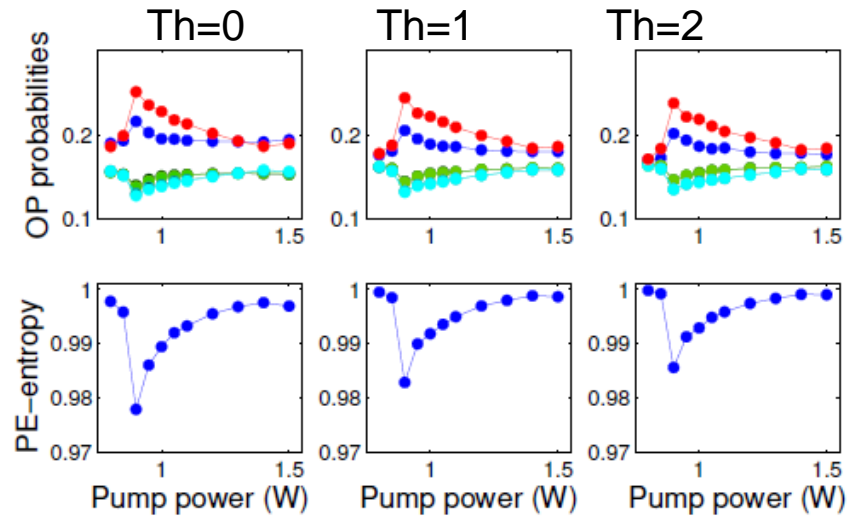 Th=0 Th=1 Th=2
OP probabilities
0.2 0.2 0.2
0.1 0.1 0.1
1 1.5 1 1.5 1 1.5
PE-entropy
1 1 1
0.99 0.99 0.99
0.98 0.98 0.98
0.97 0.97 0.97
1 1.5 1 1.5 1 1.5
Pump power (W) Pump power (W) Pump power (W)